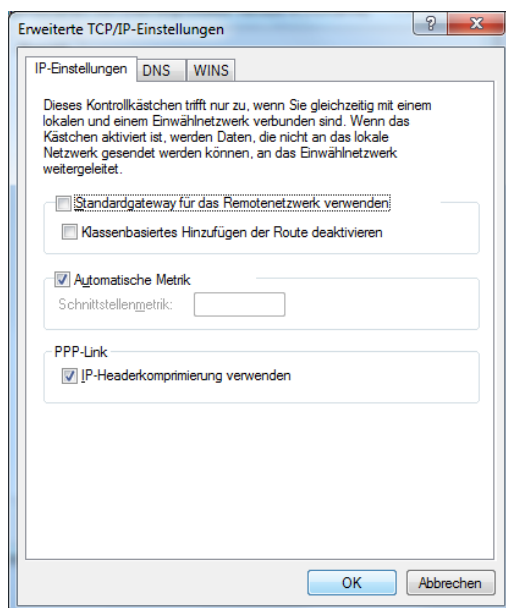 Erweiterte TCP/IP-Einstellungen
?
IP-Einstellungen DNS WINS
Dieses Kontrollkästchen trifft nur zu, wenn Sie gleichzeitig mit einem
lokalen und einem Einwählnetzwerk verbunden sind. Wenn das
Kästchen aktiviert ist, werden Daten, die nicht an das lokale
Netzwerk gesendet werden können, an das Einwählnetzwerk
weitergeleitet.
Standardgateway für das Remotenetzwerk verwenden
Klassenbasiertes Hinzufügen der Route deaktivieren
Automatische Metrik
Schnittstellenmetrik:
PPP-Link
IP-Headerkomprimierung verwenden
OK Abbrechen